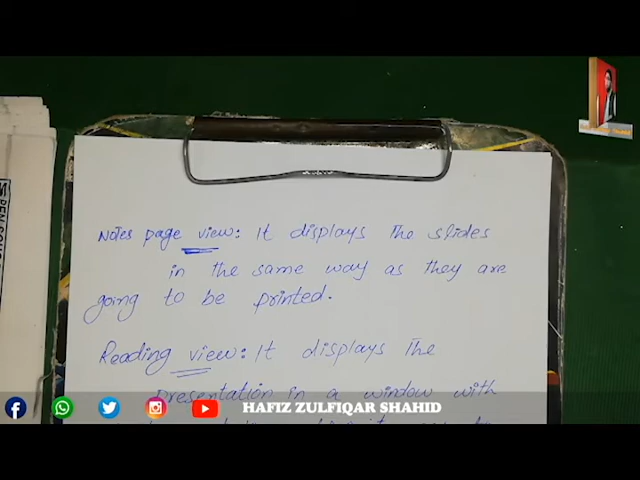 Notes page view: It displays the slides
in the same way as they are
going to be printed.
Reading view: It displays the
Presentation in a window with
HAFIZ ZULFIQAR SHAHID